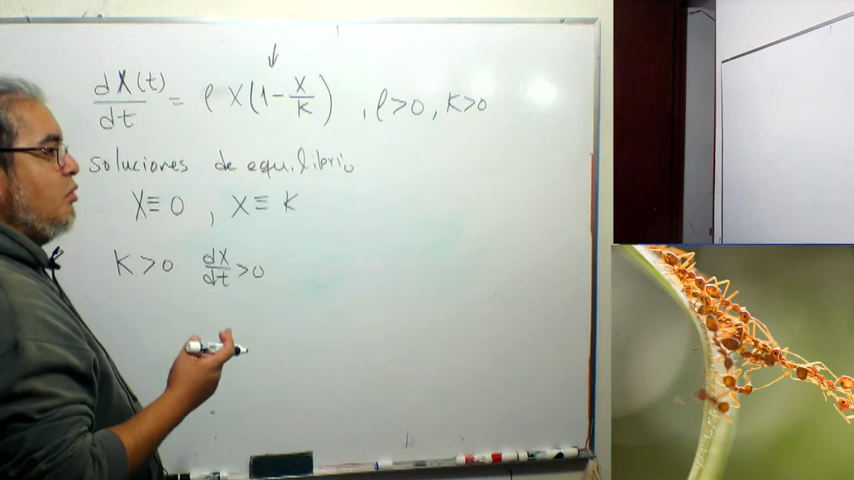 dX(t)/dt = ρ X(1 - X/K) , ρ>0 , K>0
soluciones de equilibrio
X≡0 , X≡K
K>0 dX/dt >0